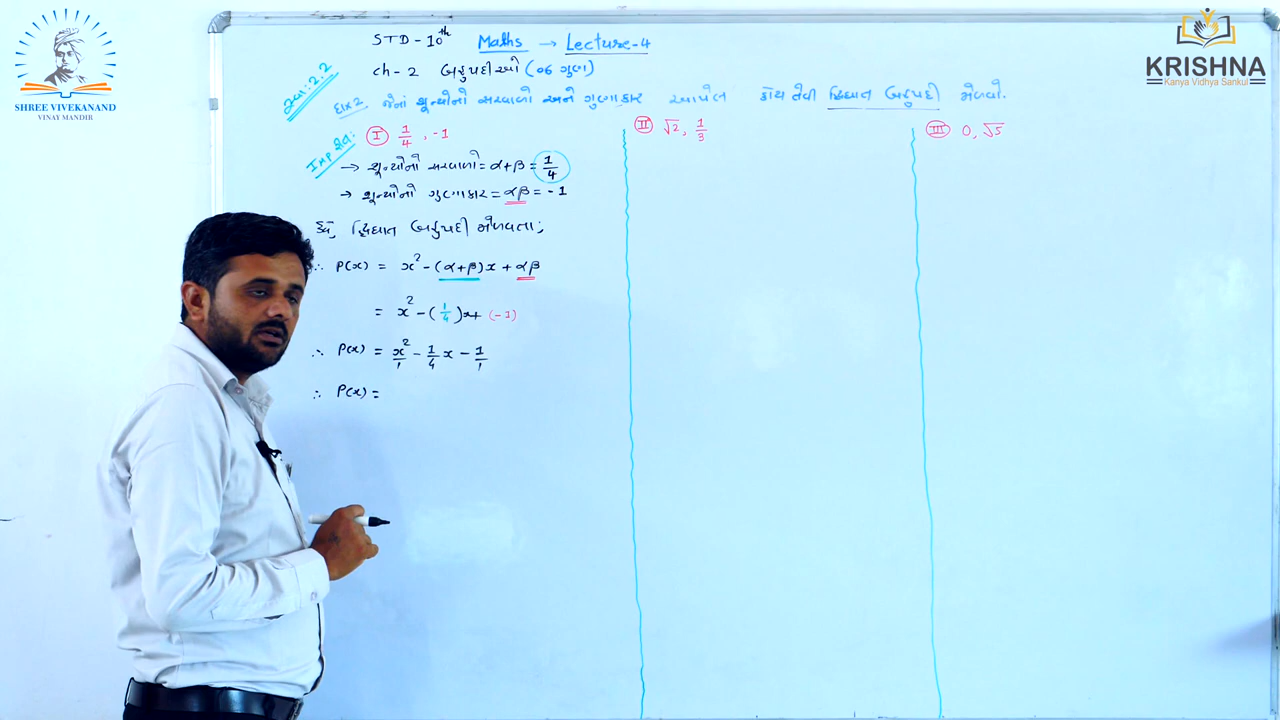 SHREE VIVEKANAND
VINAY MANDIR
KRISHNA
Kanya Vidhya Sankul
STD - 10th Maths → Lecture-4
ch-2 બહુપદીઓ (06 ગુણ)
સ્વા: 2.2
દાખ 2. જેનાં શૂન્યોનો સરવાળો અને ગુણાકાર આપેલ હોય તેવી દ્વિઘાત બહુપદી મેળવો.
Imp
I 1/4, -1
→ શૂન્યોનો સરવાળો = α+β = 1/4
→ શૂન્યોનો ગુણાકાર = αβ = -1
હવે, દ્વિઘાત બહુપદી મેળવતા;
∴ P(x) = x² - (α+β)x + αβ
= x² - (1/4)x + (-1)
∴ P(x) = x²/1 - 1/4 x - 1/1
∴ P(x) =
II √2, 1/3
III 0, √5